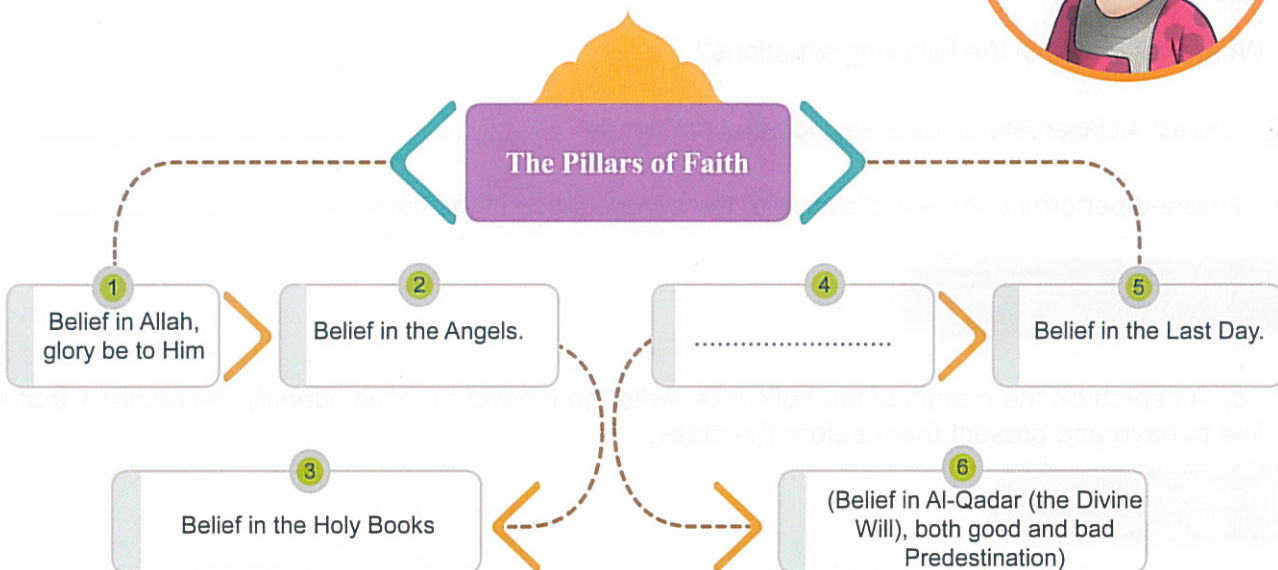 The Pillars of Faith
1
Belief in Allah,
glory be to Him
2
Belief in the Angels.
3
Belief in the Holy Books
4
........................
5
Belief in the Last Day.
6
(Belief in Al-Qadar (the Divine
Will), both good and bad
Predestination)